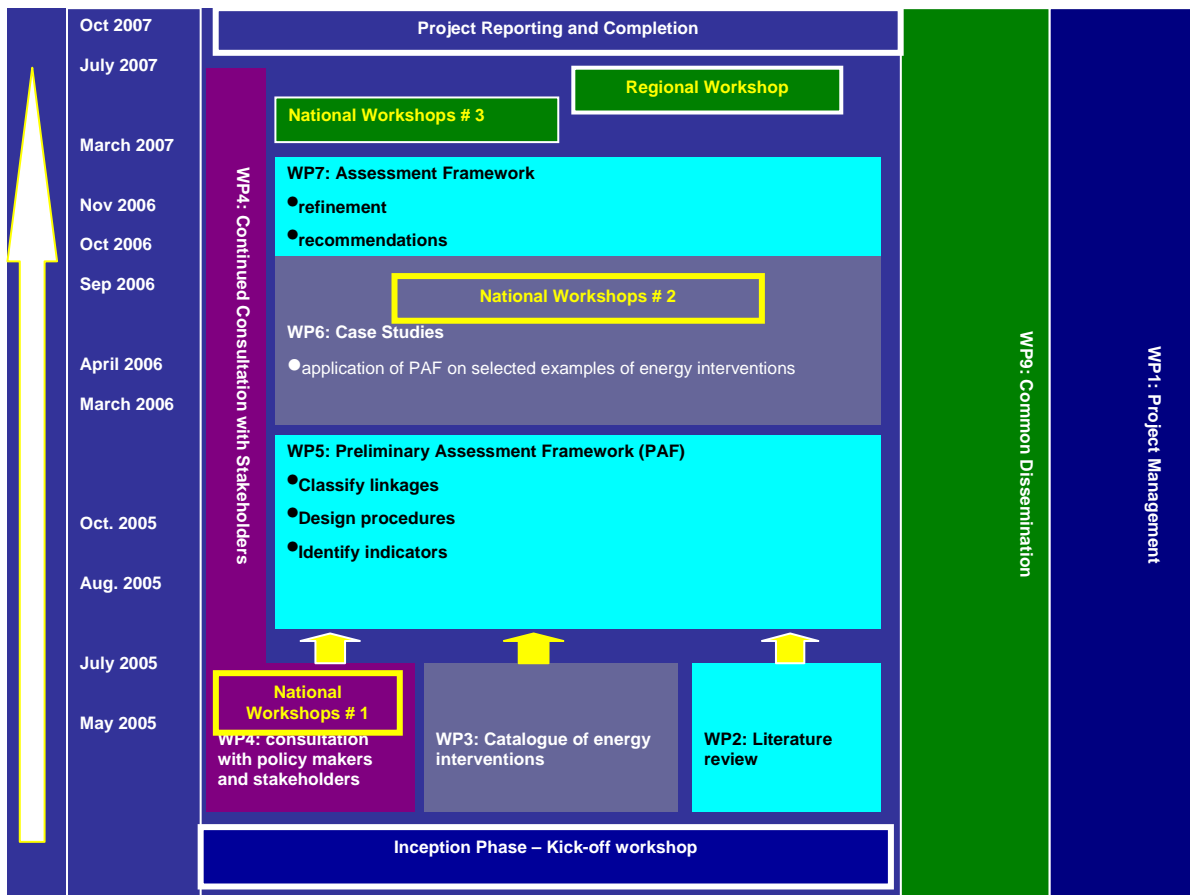 Oct 2007
July 2007
March 2007
Nov 2006
Oct 2006
Sep 2006
April 2006
March 2006
Oct. 2005
Aug. 2005
July 2005
May 2005
Project Reporting and Completion
Regional Workshop
National Workshops # 3
WP4: Continued Consultation with Stakeholders
WP7: Assessment Framework
•refinement
•recommendations
National Workshops # 2
WP6: Case Studies
•application of PAF on selected examples of energy interventions
WP5: Preliminary Assessment Framework (PAF)
•Classify linkages
•Design procedures
•Identify indicators
National
Workshops # 1
WP4: consultation
with policy makers
and stakeholders
WP3: Catalogue of energy
interventions
WP2: Literature
review
Inception Phase – Kick-off workshop
WP9: Common Dissemination
WP1: Project Management